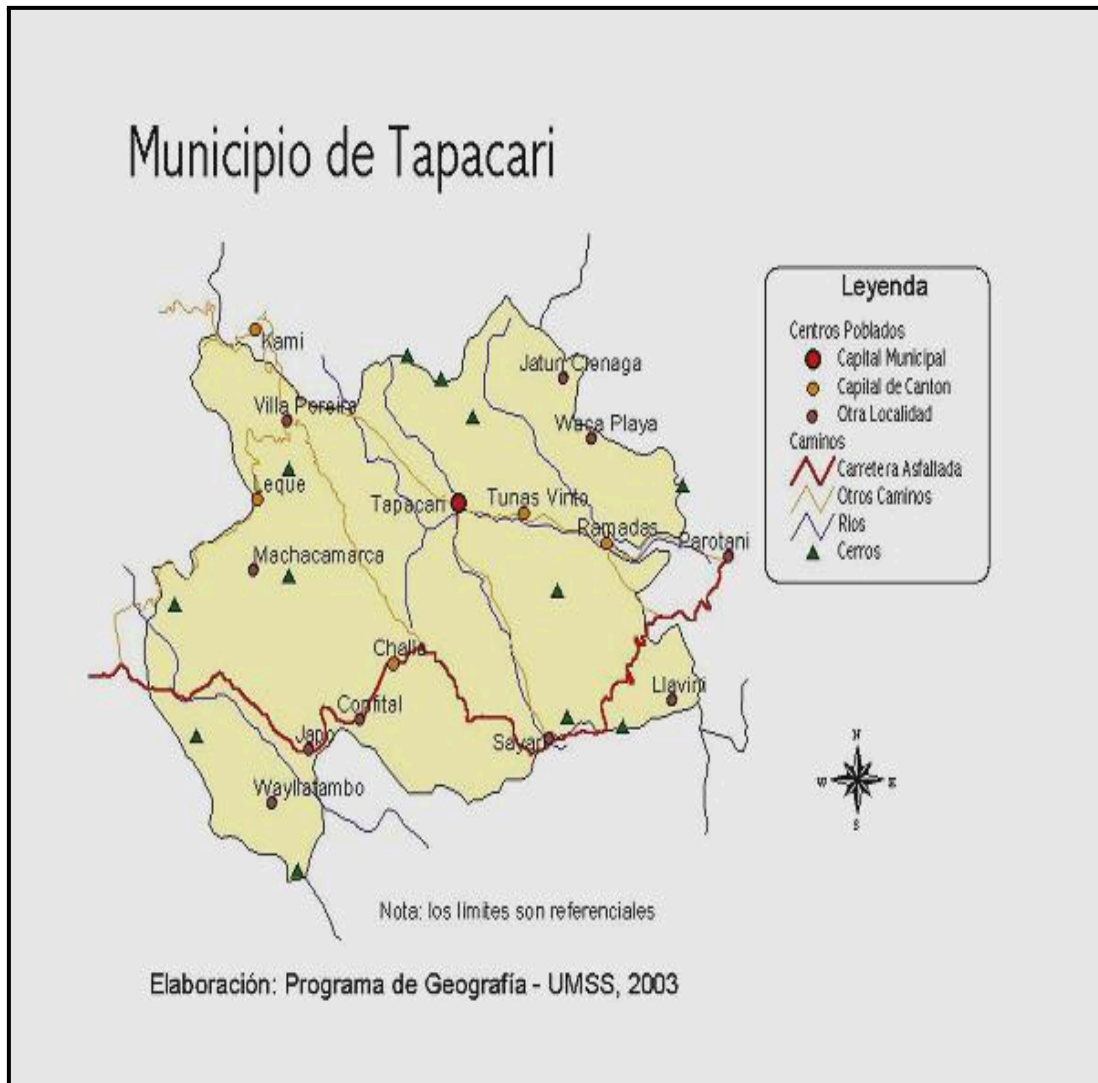 Municipio de Tapacari
Leyenda
Centros Poblados
Capital Municipal
Capital de Canton
Otra Localidad
Caminos
Carretera Asfallada
Otros Caminos
Rios
Cerros
Kami
Jatun Cienaga
Villa Pereira
Waca Playa
Leque
Tapacari
Tunas Vinto
Ramadas
Parotani
Machacamarca
Challa
Llavini
Confital
Japo
Sayari
Wayllatambo
N
W
E
S
Nota: los límites son referenciales
Elaboración: Programa de Geografía - UMSS, 2003